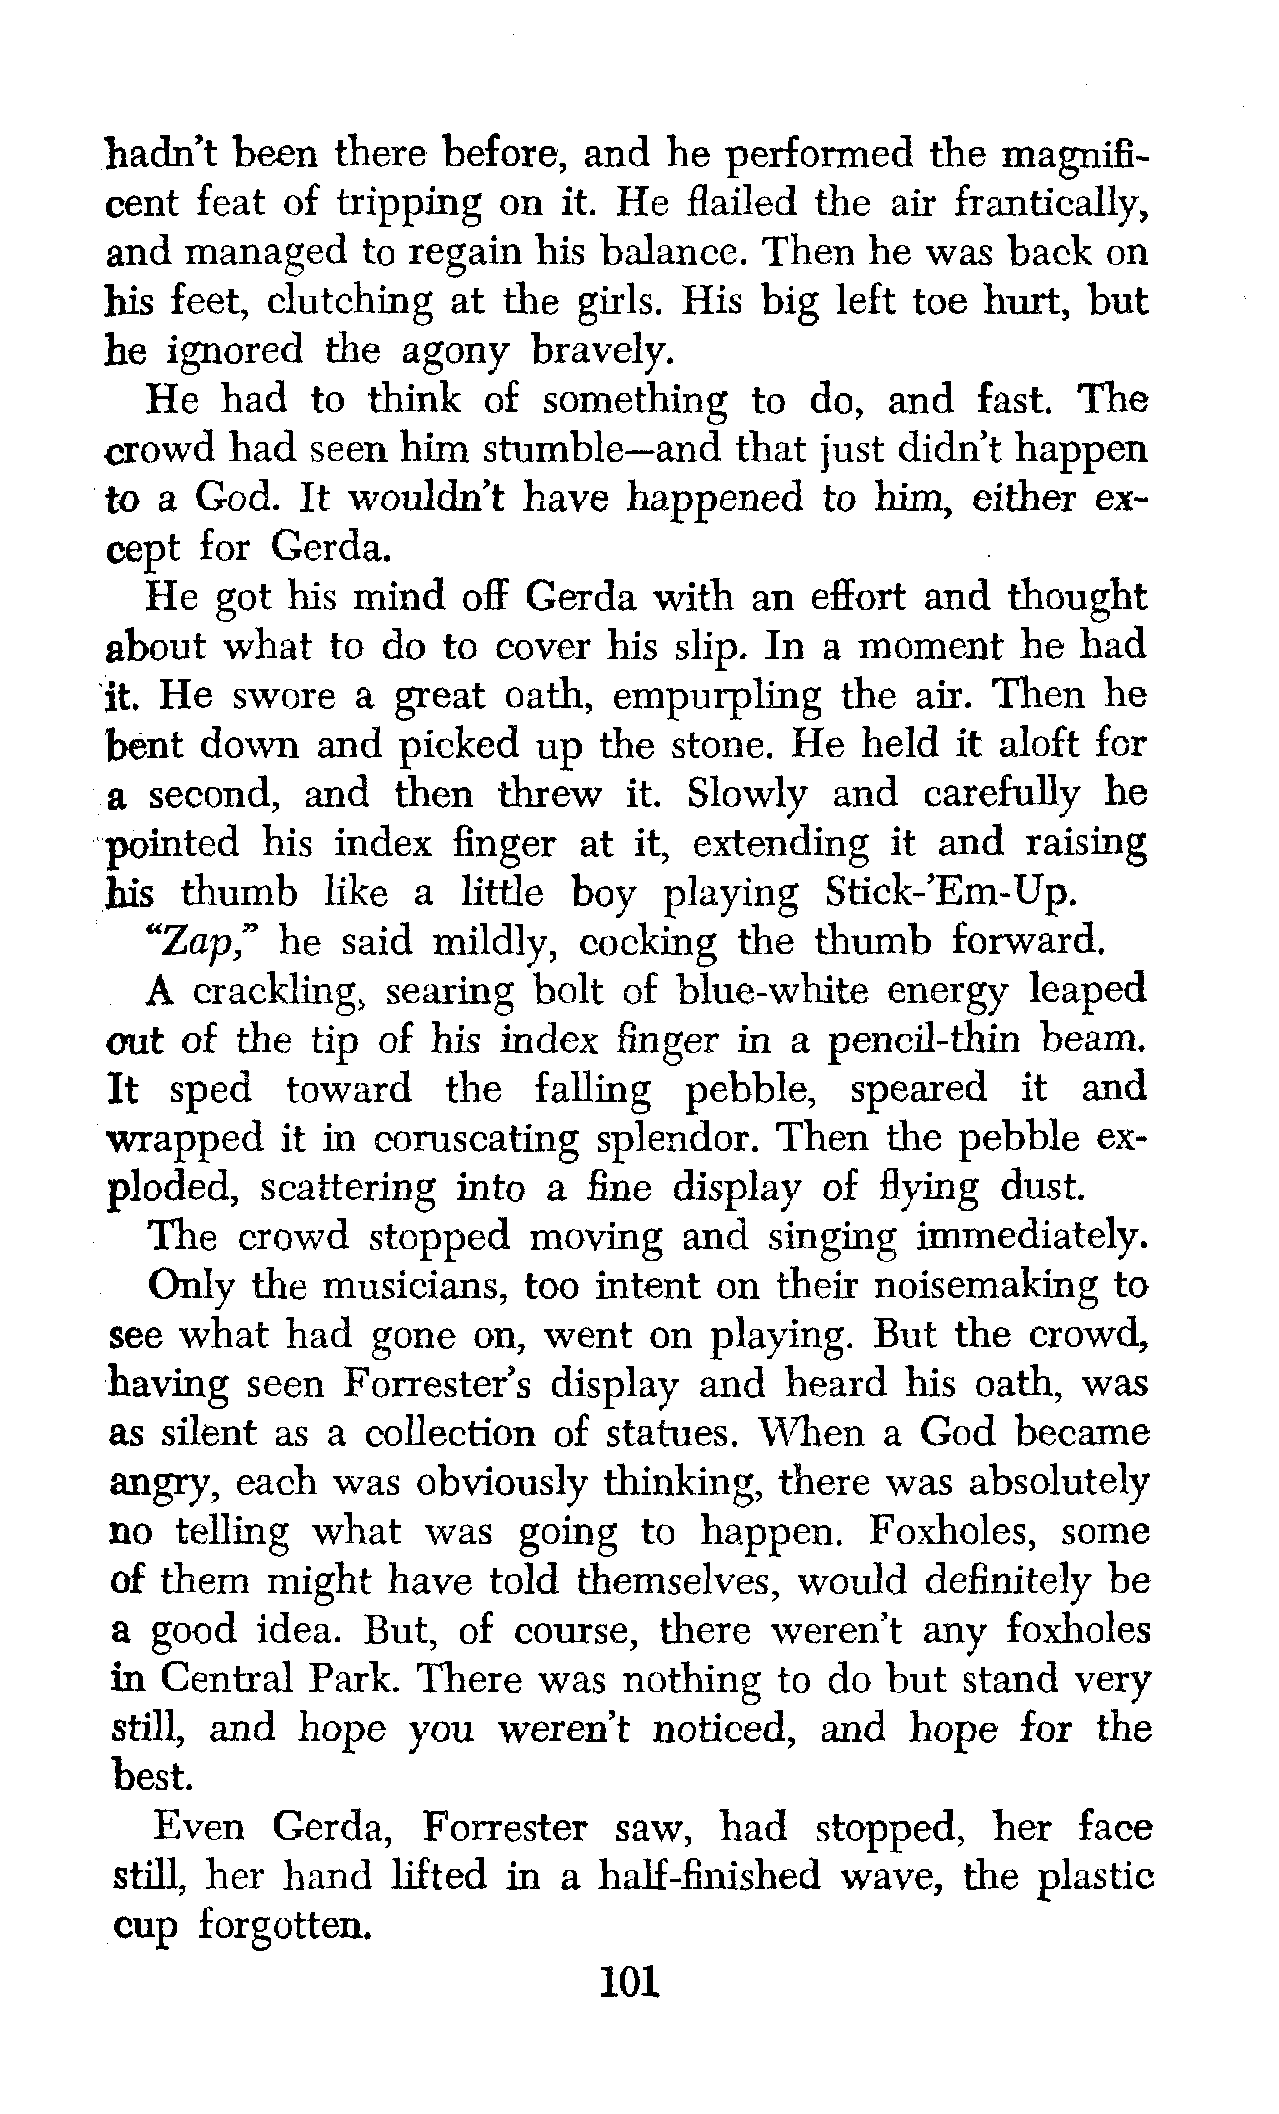 hadn't been there before, and he performed the magnifi-
cent feat of tripping on it. He flailed the air frantically,
and managed to regain his balance. Then he was back on
his feet, clutching at the girls. His big left toe hurt, but
he ignored the agony bravely.
He had to think of something to do, and fast. The
crowd had seen him stumble—and that just didn't happen
to a God. It wouldn't have happened to him, either ex-
cept for Gerda.
He got his mind off Gerda with an effort and thought
about what to do to cover his slip. In a moment he had
it. He swore a great oath, empurpling the air. Then he
bent down and picked up the stone. He held it aloft for
a second, and then threw it. Slowly and carefully he
pointed his index finger at it, extending it and raising
his thumb like a little boy playing Stick-'Em-Up.
“Zap,” he said mildly, cocking the thumb forward.
A crackling, searing bolt of blue-white energy leaped
out of the tip of his index finger in a pencil-thin beam.
It sped toward the falling pebble, speared it and
wrapped it in coruscating splendor. Then the pebble ex-
ploded, scattering into a fine display of flying dust.
The crowd stopped moving and singing immediately.
Only the musicians, too intent on their noisemaking to
see what had gone on, went on playing. But the crowd,
having seen Forrester's display and heard his oath, was
as silent as a collection of statues. When a God became
angry, each was obviously thinking, there was absolutely
no telling what was going to happen. Foxholes, some
of them might have told themselves, would definitely be
a good idea. But, of course, there weren't any foxholes
in Central Park. There was nothing to do but stand very
still, and hope you weren't noticed, and hope for the
best.
Even Gerda, Forrester saw, had stopped, her face
still, her hand lifted in a half-finished wave, the plastic
cup forgotten.
101